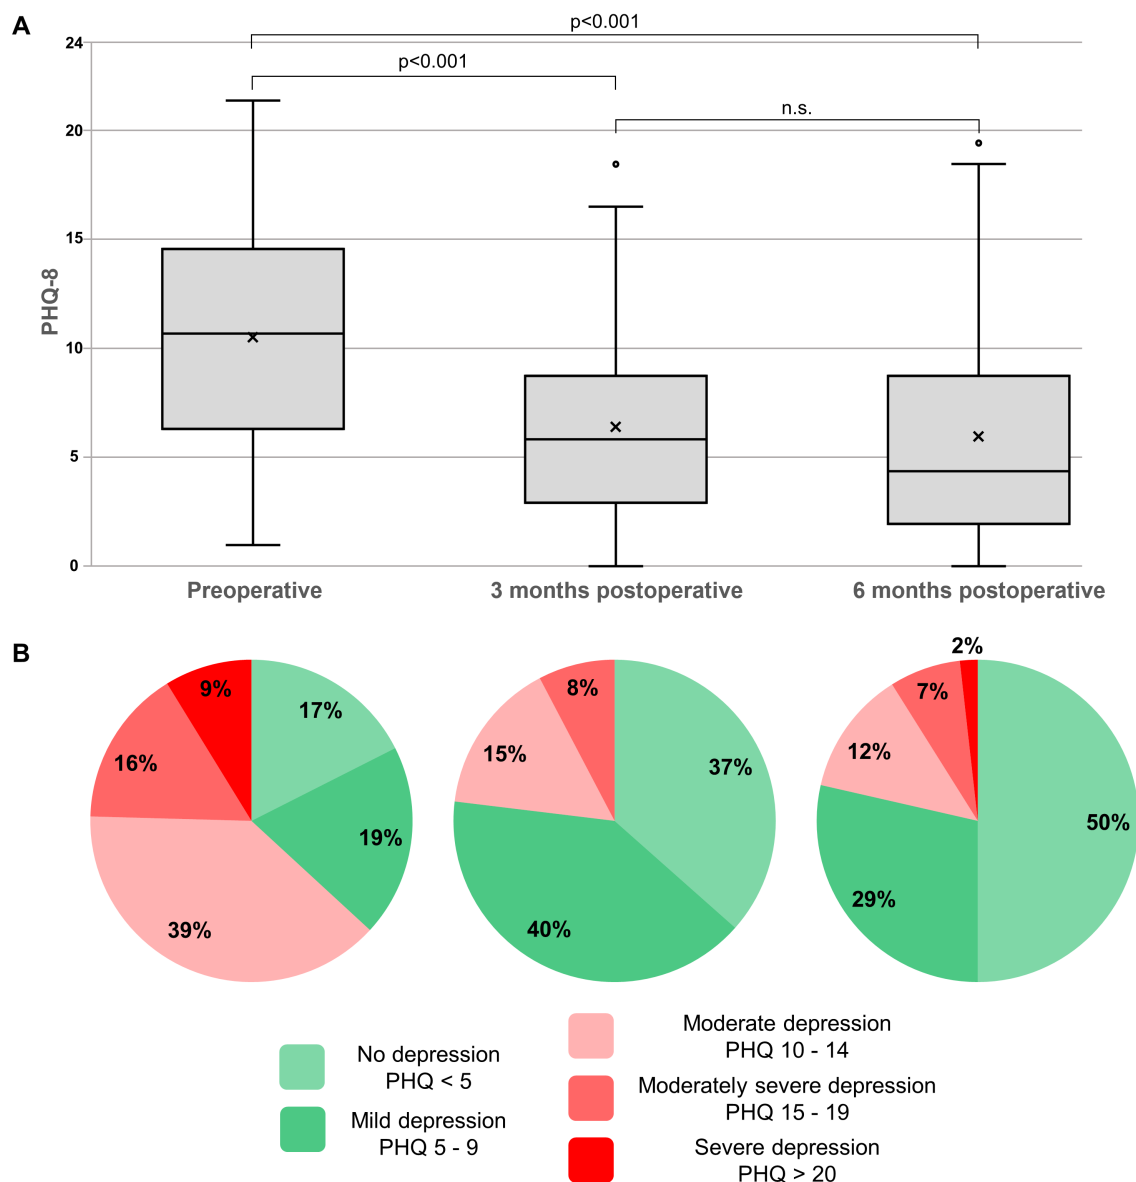 A
p<0.001
24
p<0.001
n.s.
20
15
PHQ-8
10
5
0
Preoperative
3 months postoperative
6 months postoperative
B
2%
9%
17%
16%
19%
39%
8%
15%
37%
40%
7%
12%
50%
29%
No depression
PHQ < 5
Mild depression
PHQ 5 - 9
Moderate depression
PHQ 10 - 14
Moderately severe depression
PHQ 15 - 19
Severe depression
PHQ > 20